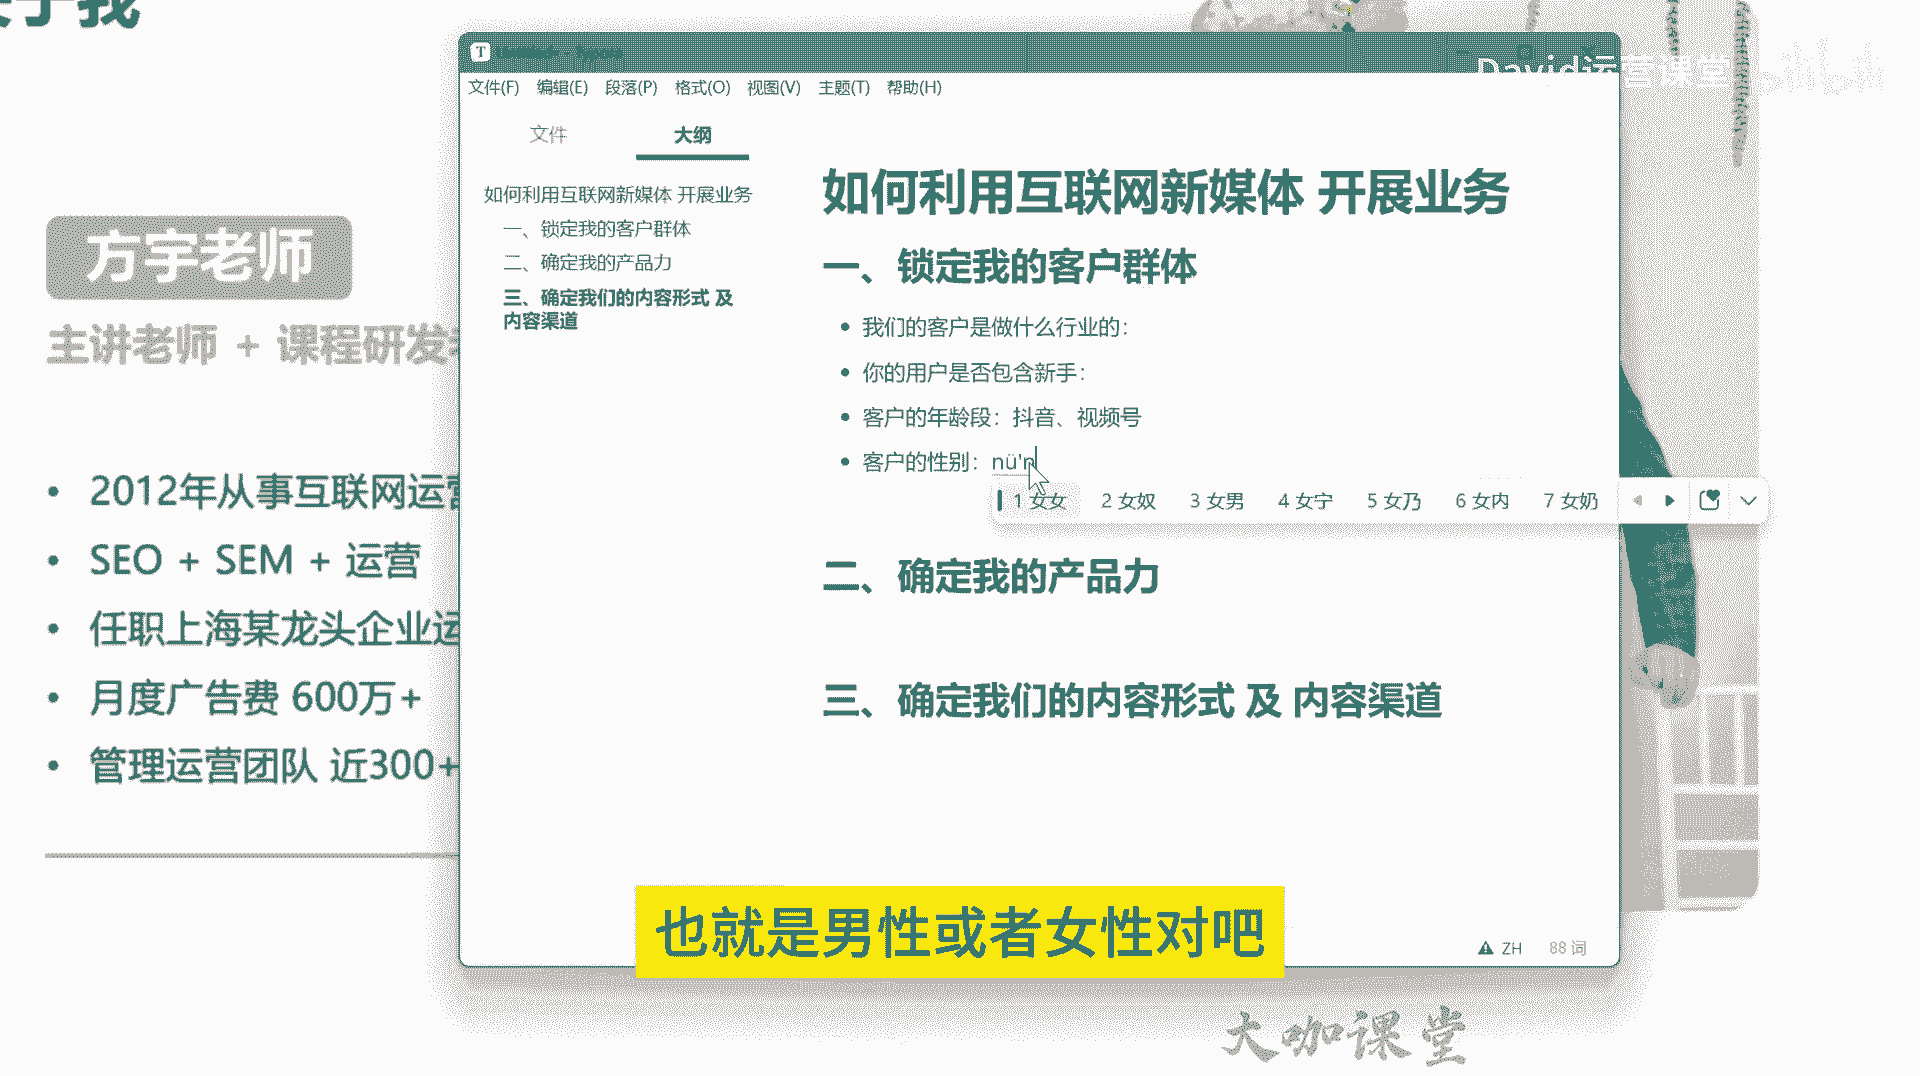 于我
方宇老师
主讲老师 + 课程研发
• 2012年从事互联网运营
• SEO + SEM + 运营
• 任职上海某龙头企业运
• 月度广告费 600万+
• 管理运营团队 近300+
T
David运营课堂
bilibili
文件(F) 编辑(E) 段落(P) 格式(O) 视图(V) 主题(T) 帮助(H)
文件 大纲
如何利用互联网新媒体 开展业务
一、锁定我的客户群体
二、确定我的产品力
三、确定我们的内容形式 及
内容渠道
如何利用互联网新媒体 开展业务
一、锁定我的客户群体
• 我们的客户是做什么行业的：
• 你的用户是否包含新手：
• 客户的年龄段：抖音、视频号
• 客户的性别：nü'n
1 女女 2 女奴 3 女男 4 女宁 5 女乃 6 女内 7 女奶
二、确定我的产品力
三、确定我们的内容形式 及 内容渠道
也就是男性或者女性对吧
ZH 88 词
大咖课堂